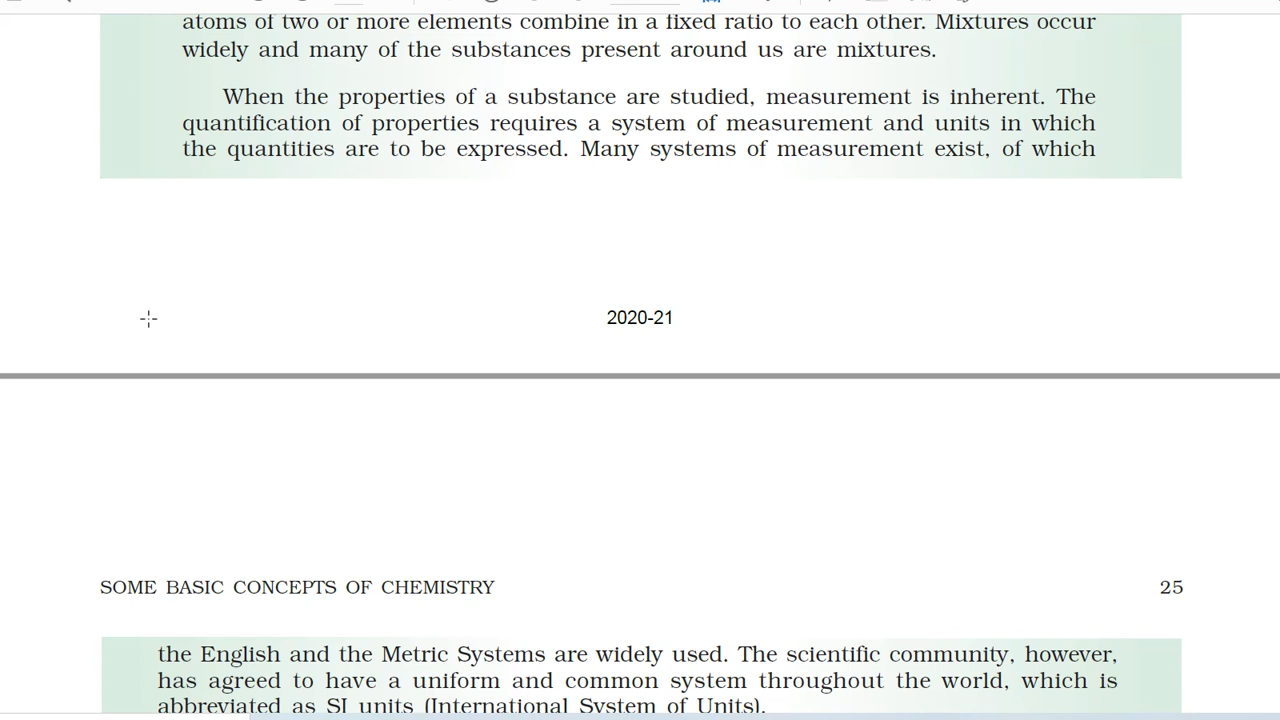 atoms of two or more elements combine in a fixed ratio to each other. Mixtures occur
widely and many of the substances present around us are mixtures.
When the properties of a substance are studied, measurement is inherent. The
quantification of properties requires a system of measurement and units in which
the quantities are to be expressed. Many systems of measurement exist, of which
2020-21
SOME BASIC CONCEPTS OF CHEMISTRY 25
the English and the Metric Systems are widely used. The scientific community, however,
has agreed to have a uniform and common system throughout the world, which is
abbreviated as SI units (International System of Units).